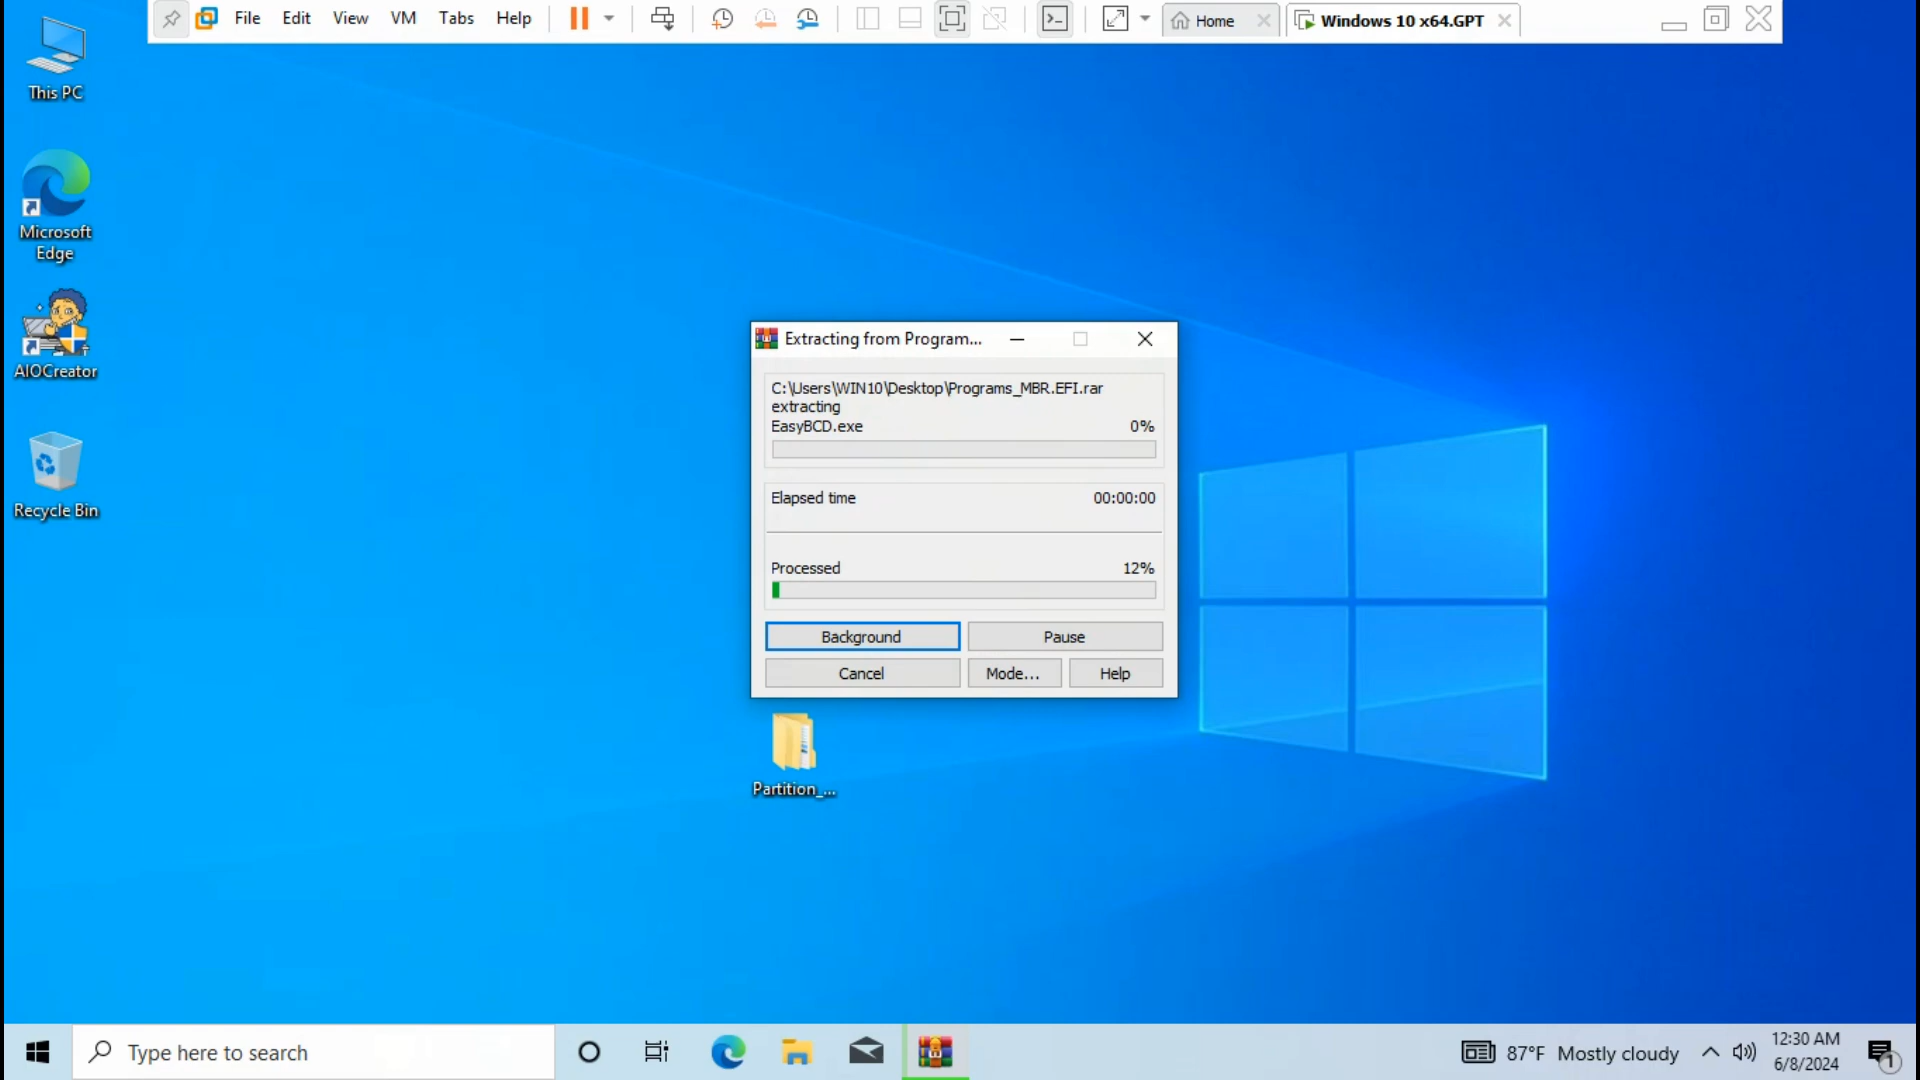 File Edit View VM Tabs Help
Home
Windows 10 x64.GPT
This PC
Microsoft
Edge
AIOCreator
Recycle Bin
Extracting from Program...
C:\Users\WIN10\Desktop\Programs_MBR.EFI.rar
extracting
EasyBCD.exe 0%
Elapsed time 00:00:00
Processed 12%
Background Pause
Cancel Mode... Help
Partition_...
Type here to search
87°F Mostly cloudy
12:30 AM
6/8/2024
1